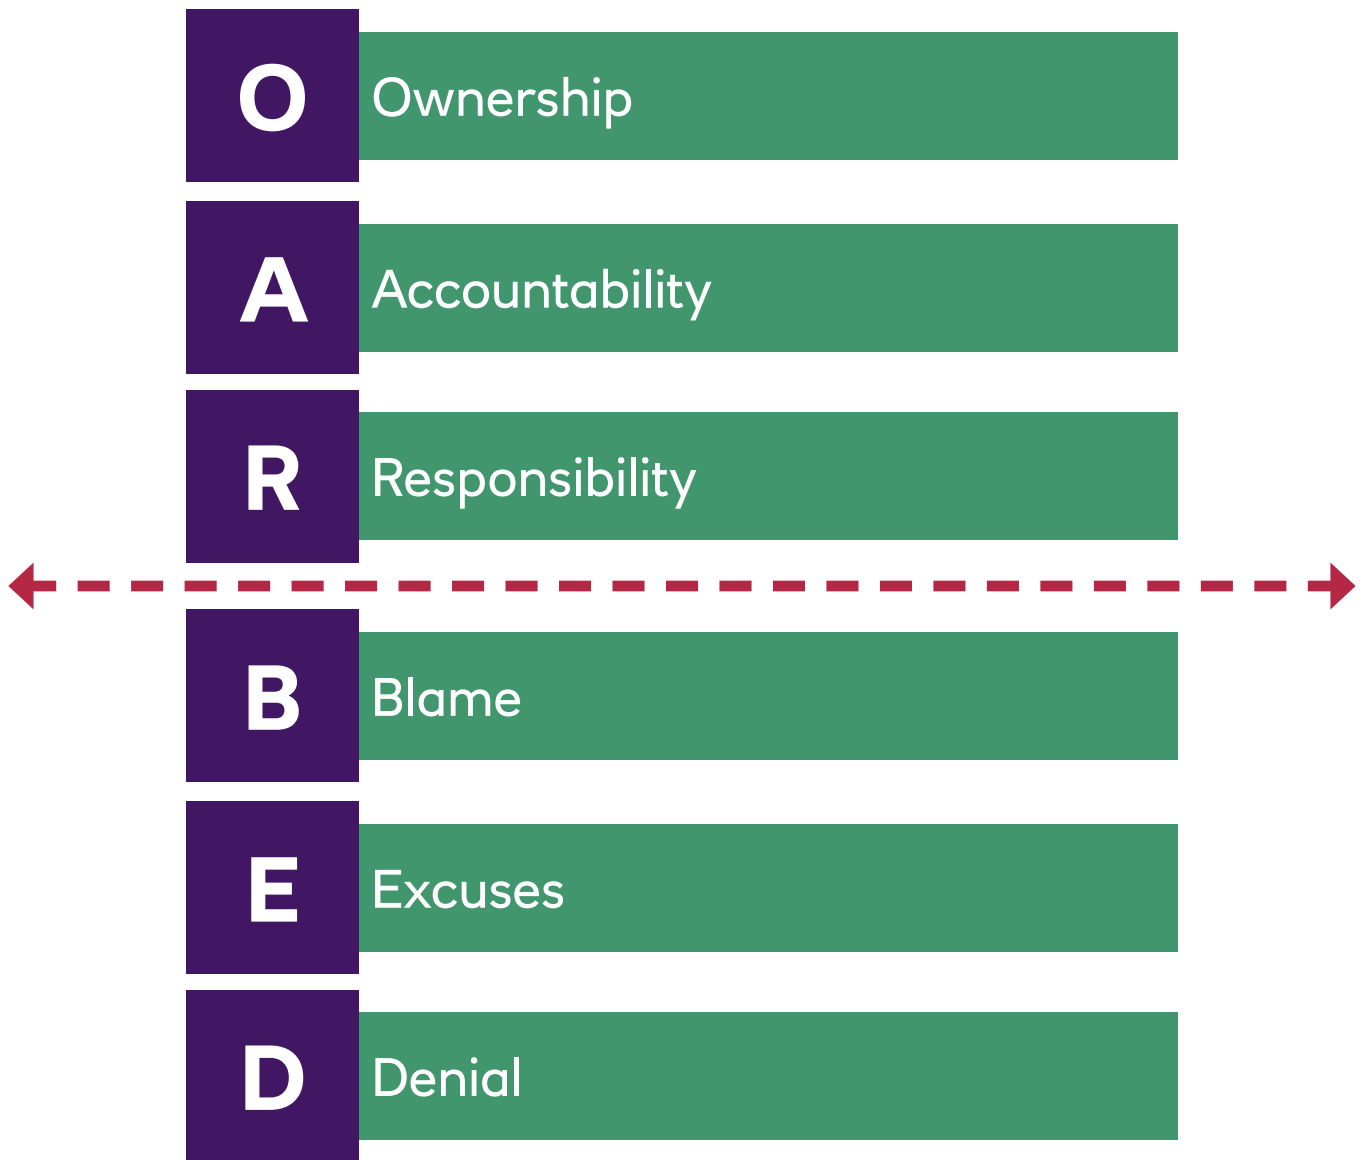 O Ownership
A Accountability
R Responsibility
B Blame
E Excuses
D Denial